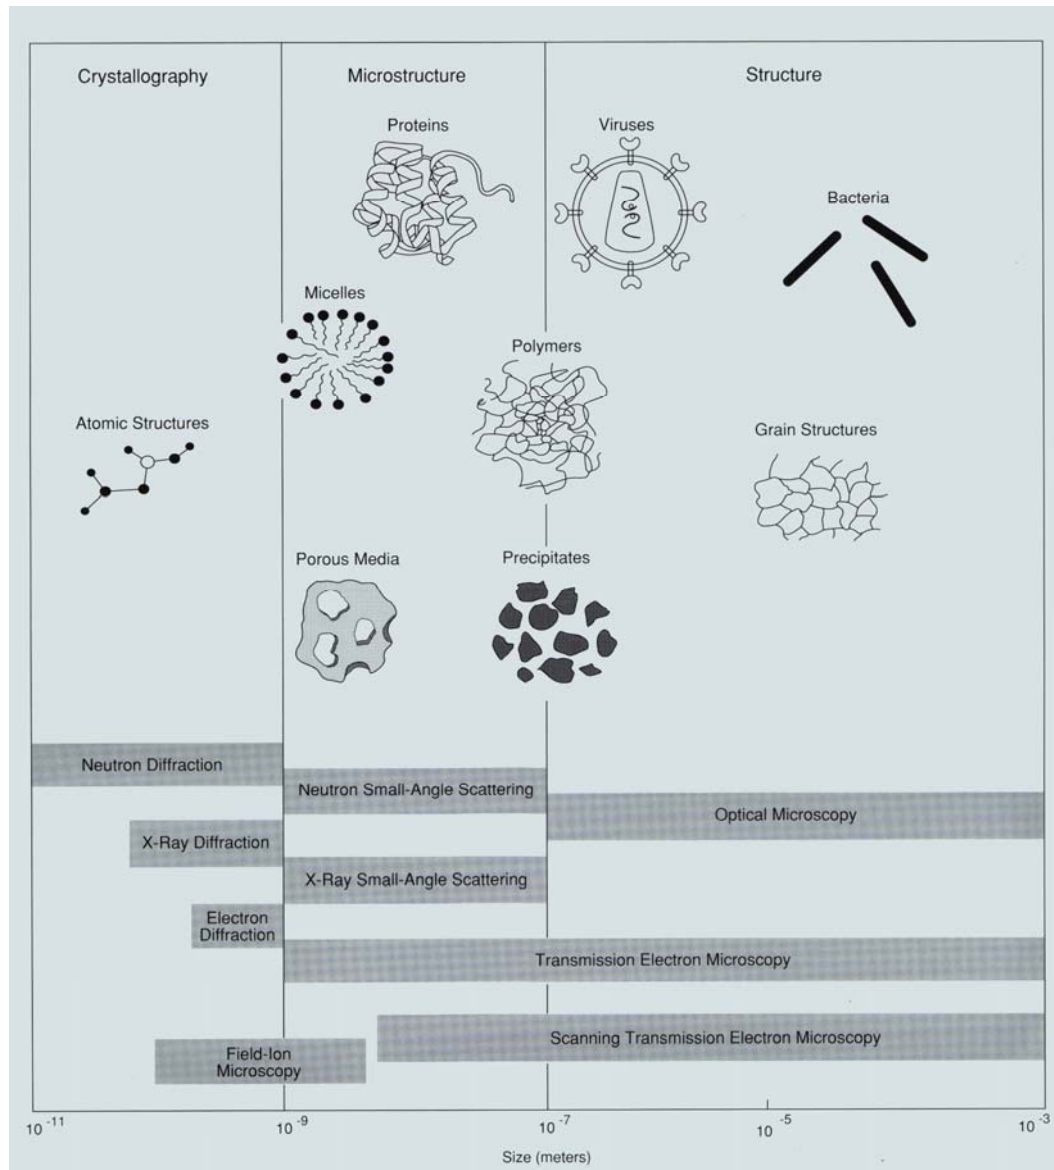 Crystallography
Microstructure
Structure
Proteins
Viruses
Bacteria
Micelles
Polymers
Atomic Structures
Grain Structures
Porous Media
Precipitates
Neutron Diffraction
Neutron Small-Angle Scattering
Optical Microscopy
X-Ray Diffraction
X-Ray Small-Angle Scattering
Electron
Diffraction
Transmission Electron Microscopy
Scanning Transmission Electron Microscopy
Field-Ion
Microscopy
10 -11
10 -9
10 -7
10 -5
10 -3
Size (meters)